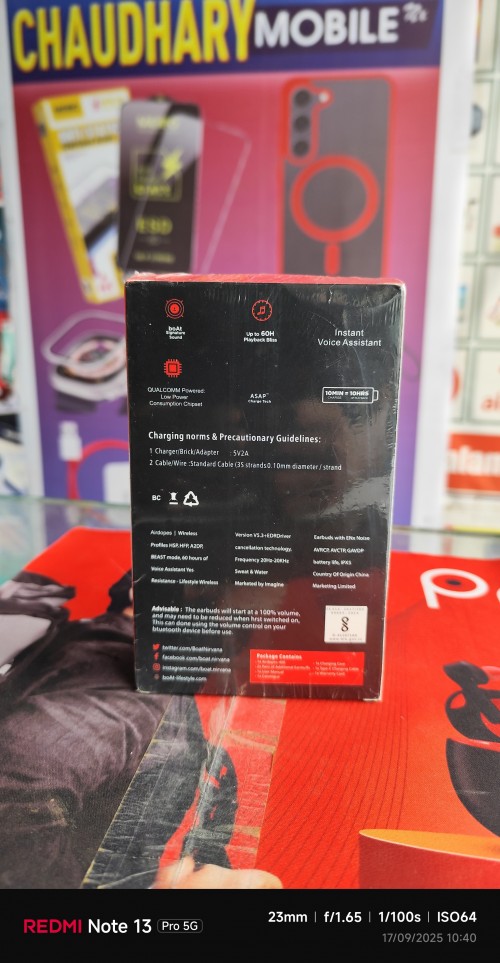 CHAUDHARY MOBILE
boAt
Signature
Sound
Up to 60H
Playback Bliss
Instant
Voice Assistant
QUALCOMM Powered:
Low Power
Consumption Chipset
ASAP™
Charge Tech
10MIN = 10HRS
Charging norms & Precautionary Guidelines:
1 Charger/Brick/Adapter : 5V2A
2 Cable/Wire :Standard Cable (35 strands0.10mm diameter / strand
BC
Airdopes | Wireless
Profiles HSP, HFP, A2DP,
BEAST mode, 60 hours of
Voice Assistant Yes
Resistance - Lifestyle Wireless
Version V5.3+EDRDriver
cancellation technology,
Frequency 20Hz-20KHz
Sweat & Water
Marketed by Imagine
Earbuds with ENx Noise
AVRCP, AVCTP, GAVDP
battery life, IPX5
Country Of Origin China
Marketing Limited
Advisable: The earbuds will start at a 100% volume,
and may need to be reduced when first switched on,
This can done using the volume control on your
bluetooth device before use.
twitter.com/BoatNirvana
facebook.com/boat.nirvana
instagram.com/boat.nirvana
boAt-lifestyle.com
Package Contains
REDMI Note 13 Pro 5G
23mm | f/1.65 | 1/100s | ISO64
17/09/2025 10:40